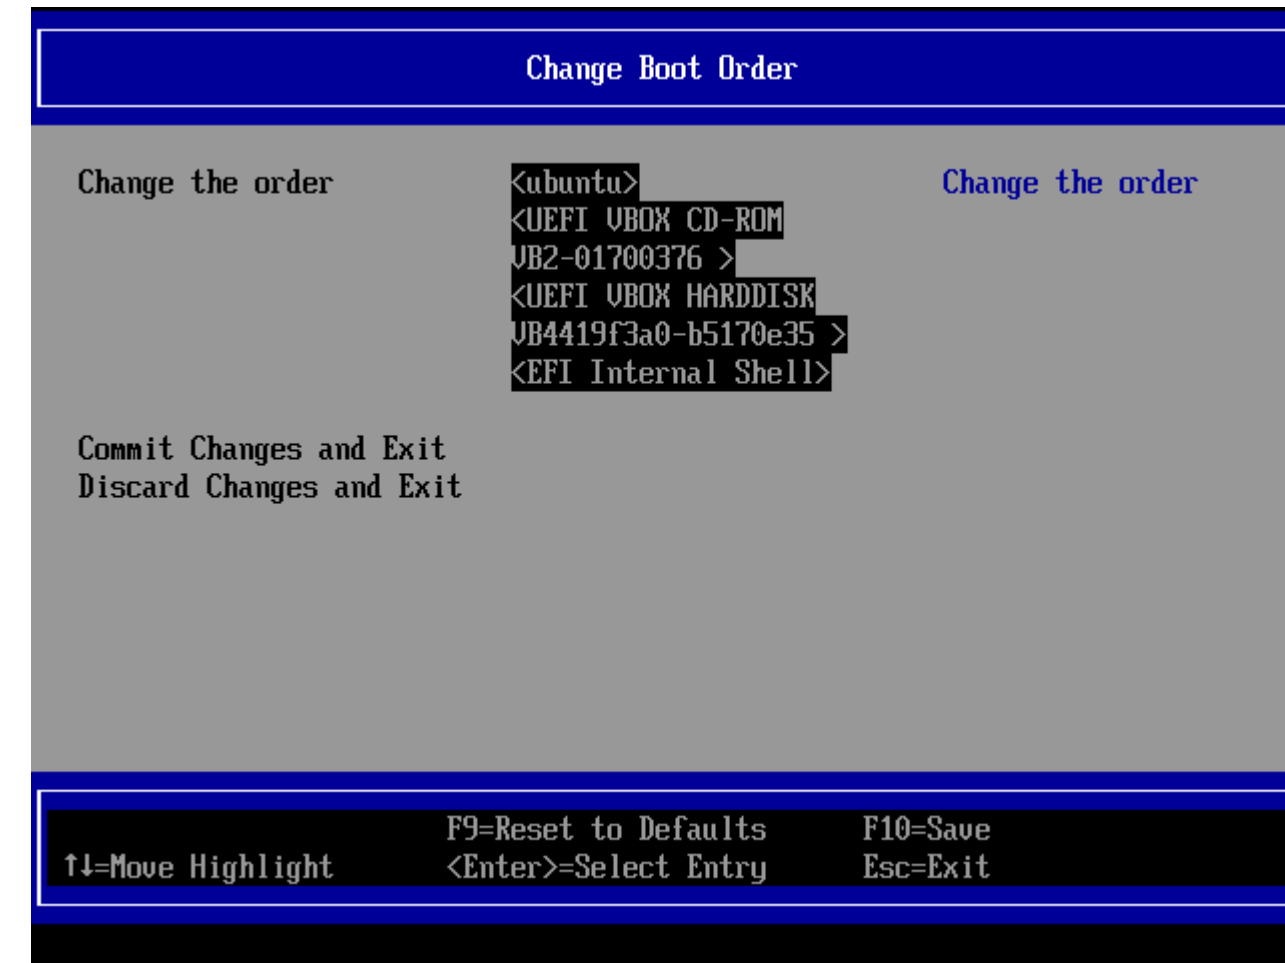 Change Boot Order
Change the order <ubuntu> Change the order
<UEFI VBOX CD-ROM
VB2-01700376 >
<UEFI VBOX HARDDISK
VB4419f3a0-b5170e35 >
<EFI Internal Shell>
Commit Changes and Exit
Discard Changes and Exit
F9=Reset to Defaults F10=Save
↑↓=Move Highlight <Enter>=Select Entry Esc=Exit